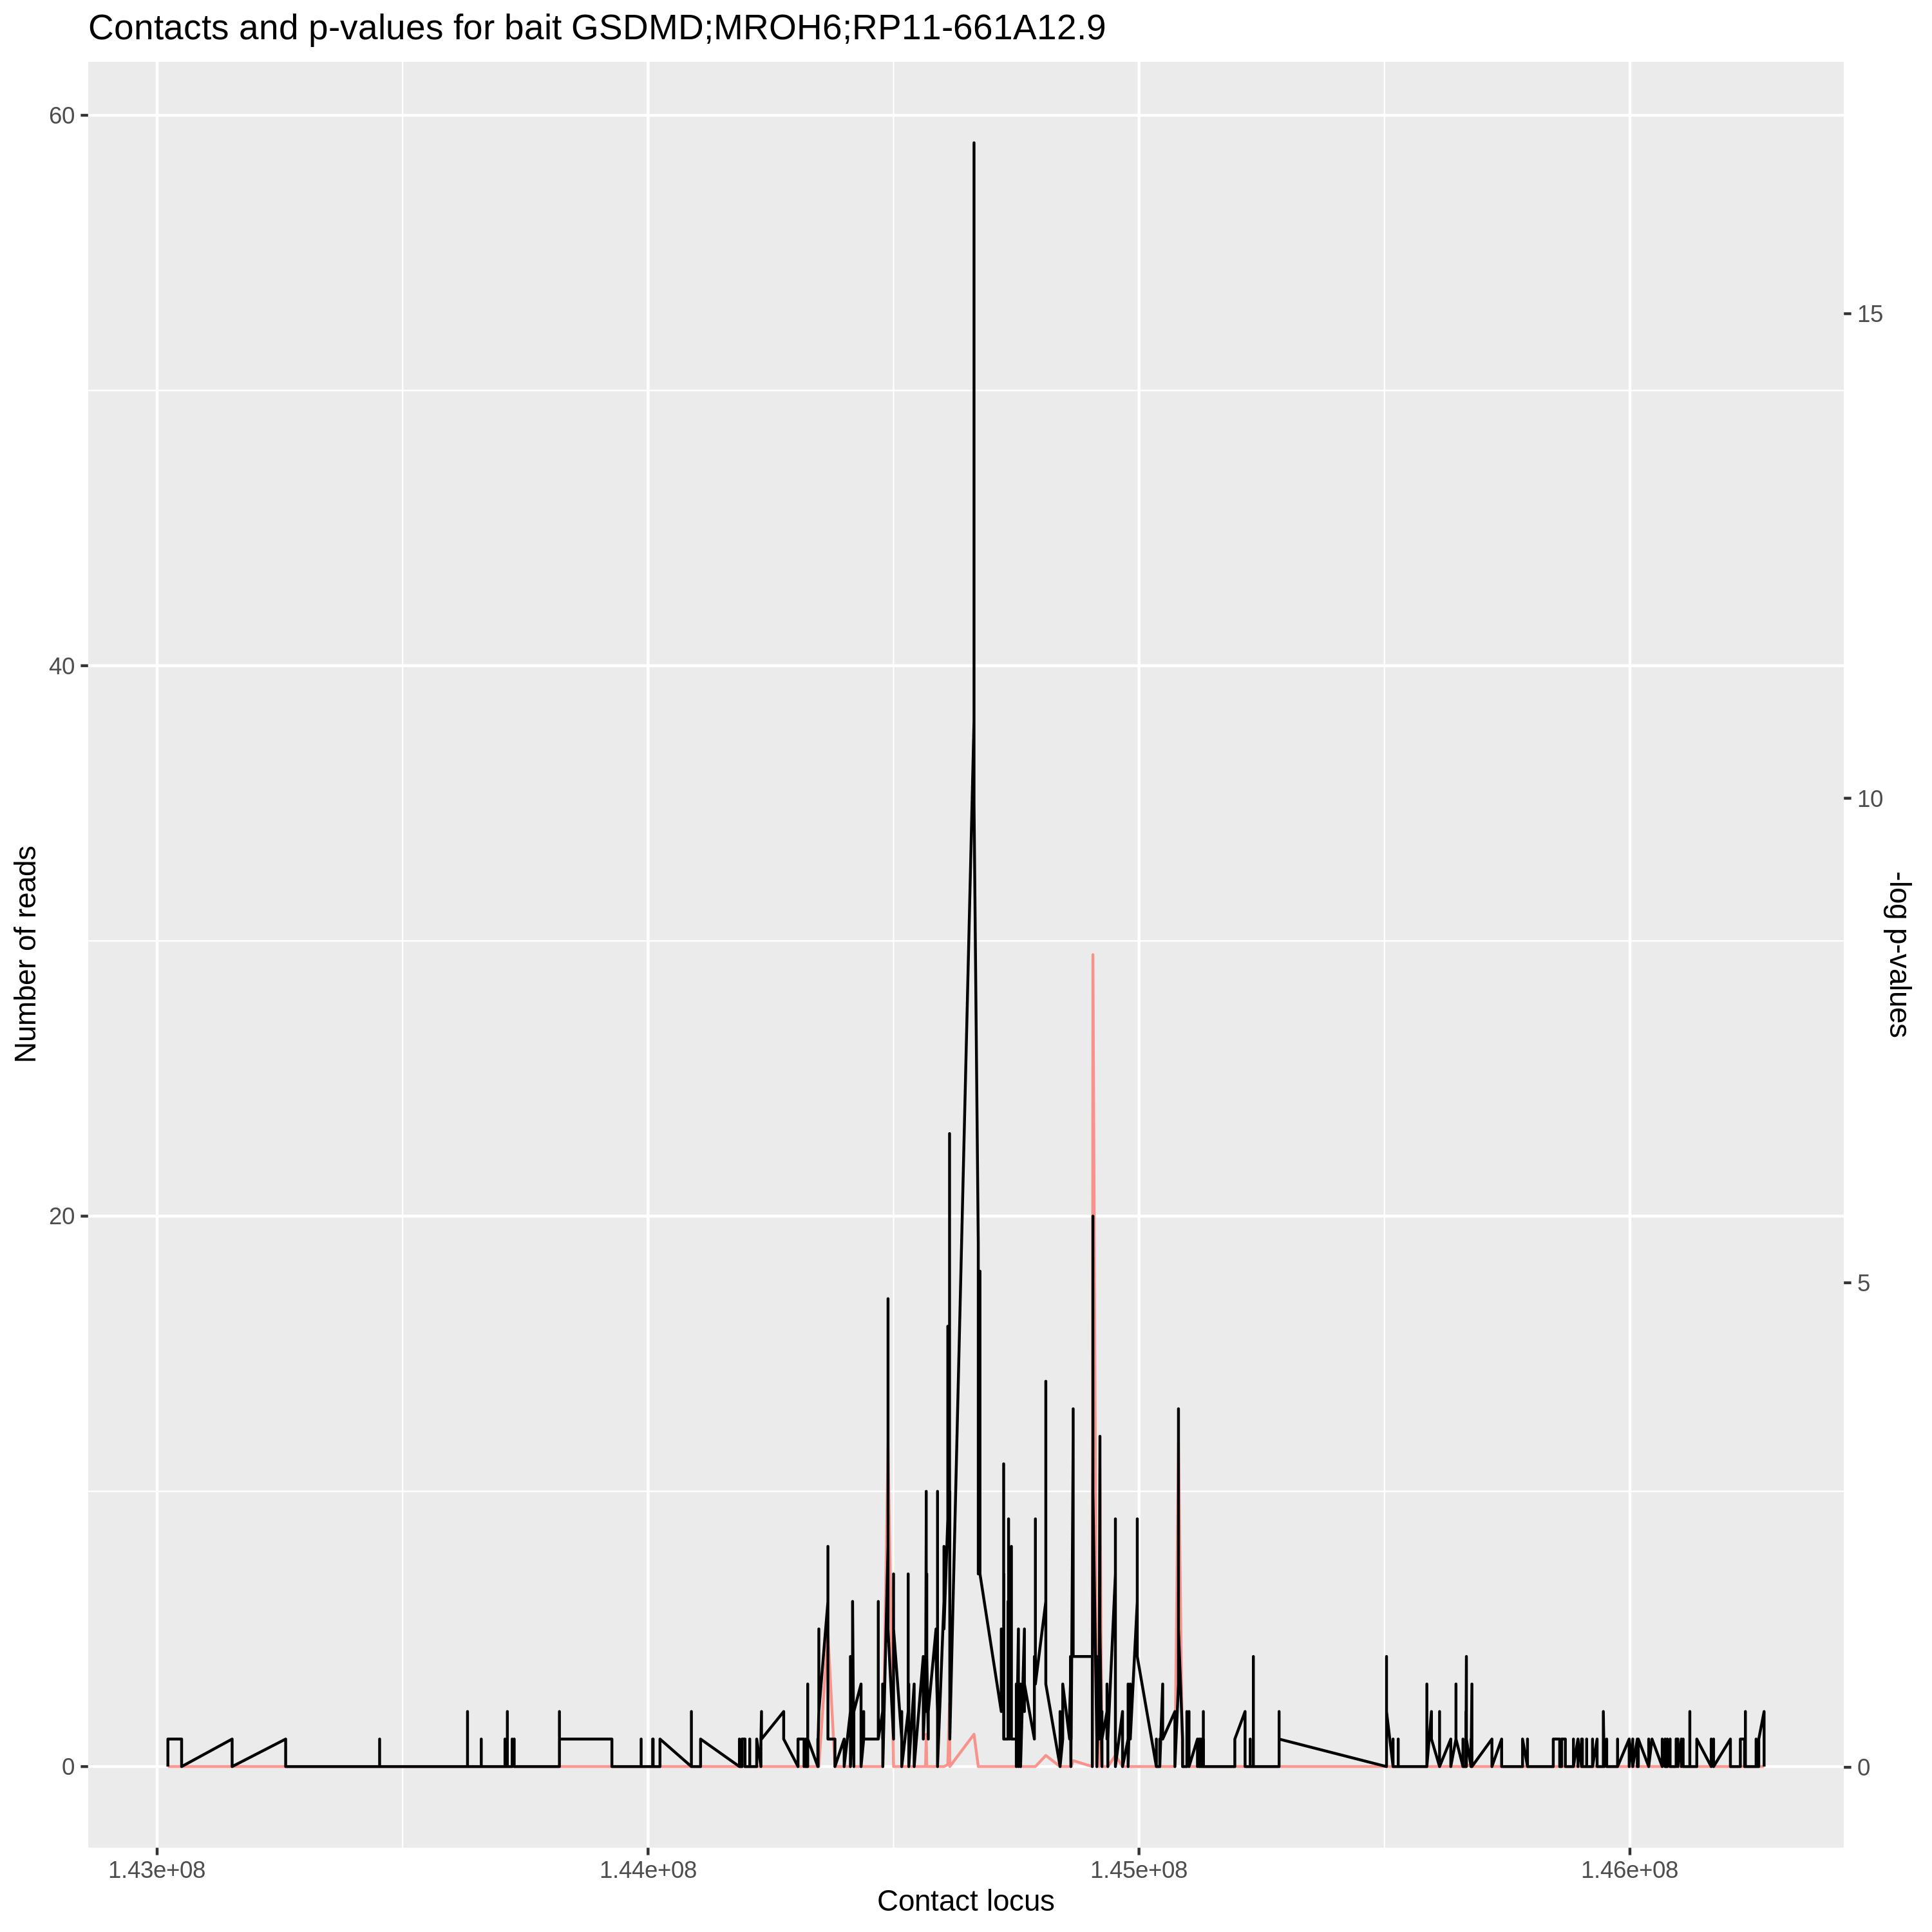 Contacts and p-values for bait GSDMD;MROH6;RP11-661A12.9
60
40
20
0
Number of reads
15
10
5
0
-log p-values
1.43e+08
1.44e+08
1.45e+08
1.46e+08
Contact locus